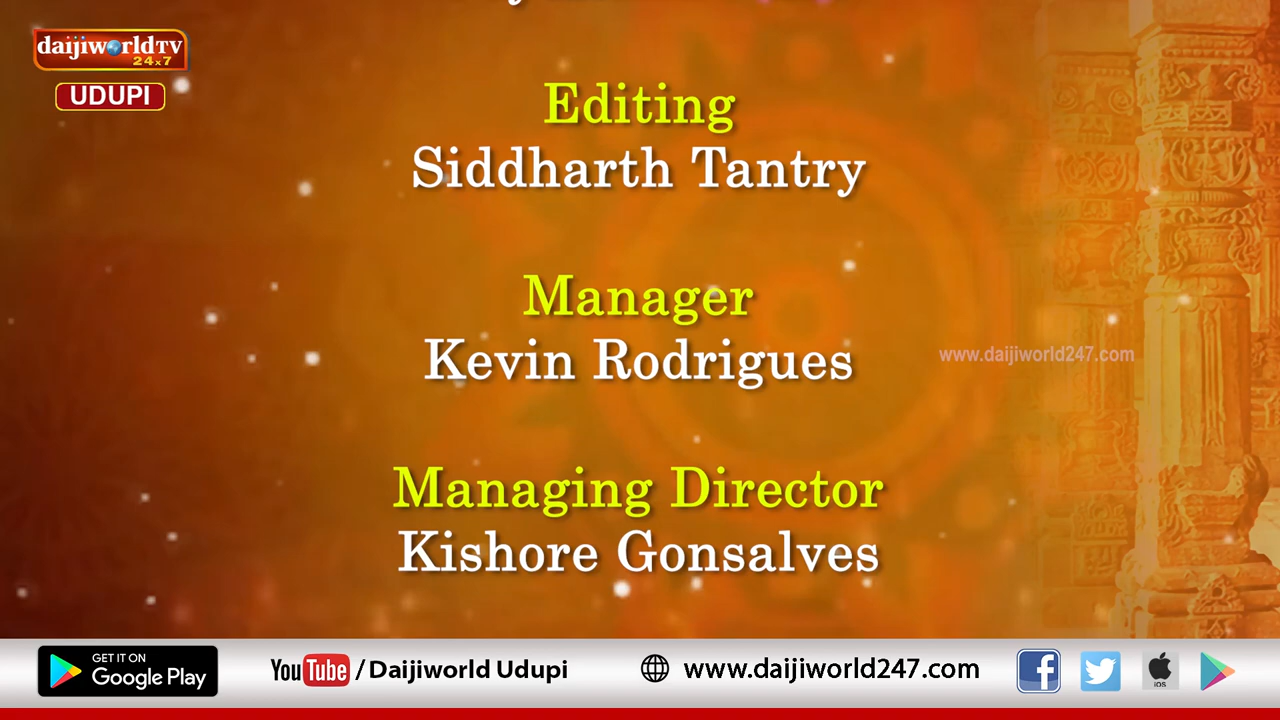 daijiworldTV
24x7
UDUPI
Editing
Siddharth Tantry
Manager
Kevin Rodrigues
www.daijiworld247.com
Managing Director
Kishore Gonsalves
GET IT ON
Google Play
YouTube /Daijiworld Udupi
www.daijiworld247.com
f
iOS